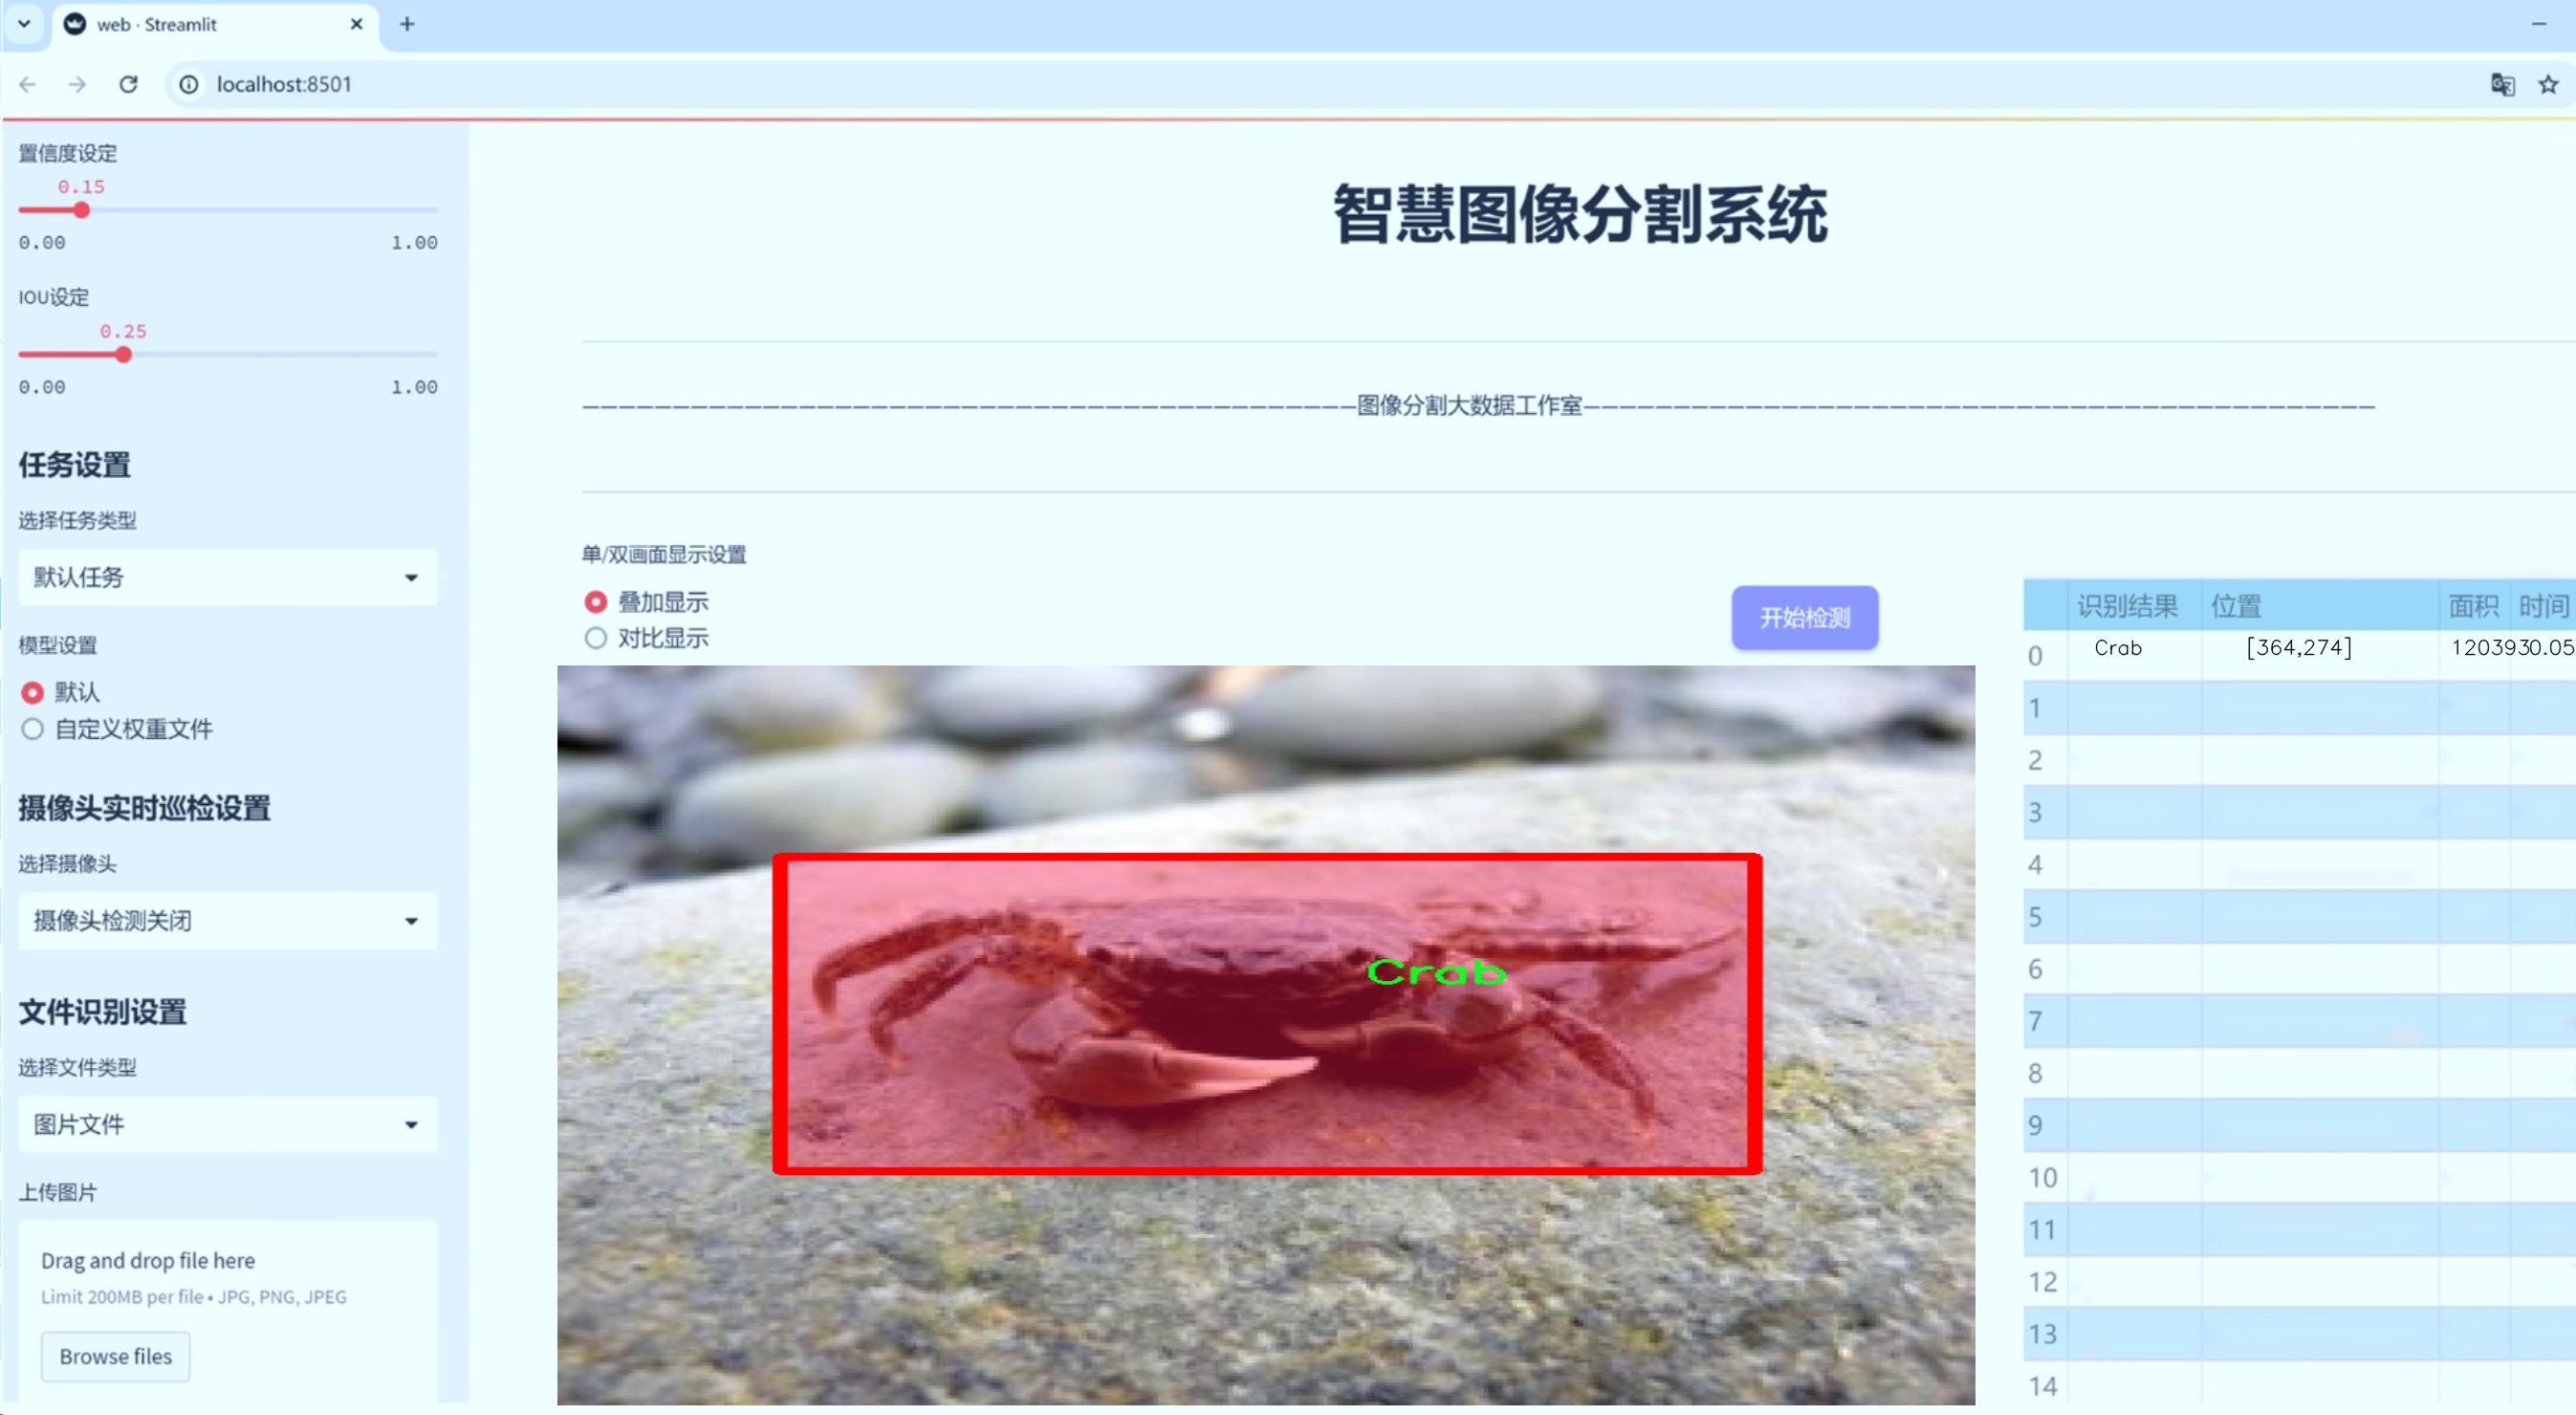 web · Streamlit
localhost:8501
置信度设定
0.15
0.00 1.00
IOU设定
0.25
0.00 1.00
任务设置
选择任务类型
默认任务
模型设置
默认
自定义权重文件
摄像头实时巡检设置
选择摄像头
摄像头检测关闭
文件识别设置
选择文件类型
图片文件
上传图片
Drag and drop file here
Limit 200MB per file • JPG, PNG, JPEG
Browse files
智慧图像分割系统
图像分割大数据工作室
单/双画面显示设置
叠加显示
对比显示
开始检测
Crab
识别结果 位置 面积 时间
0 Crab [364,274] 1203930.05
1
2
3
4
5
6
7
8
9
10
11
12
13
14